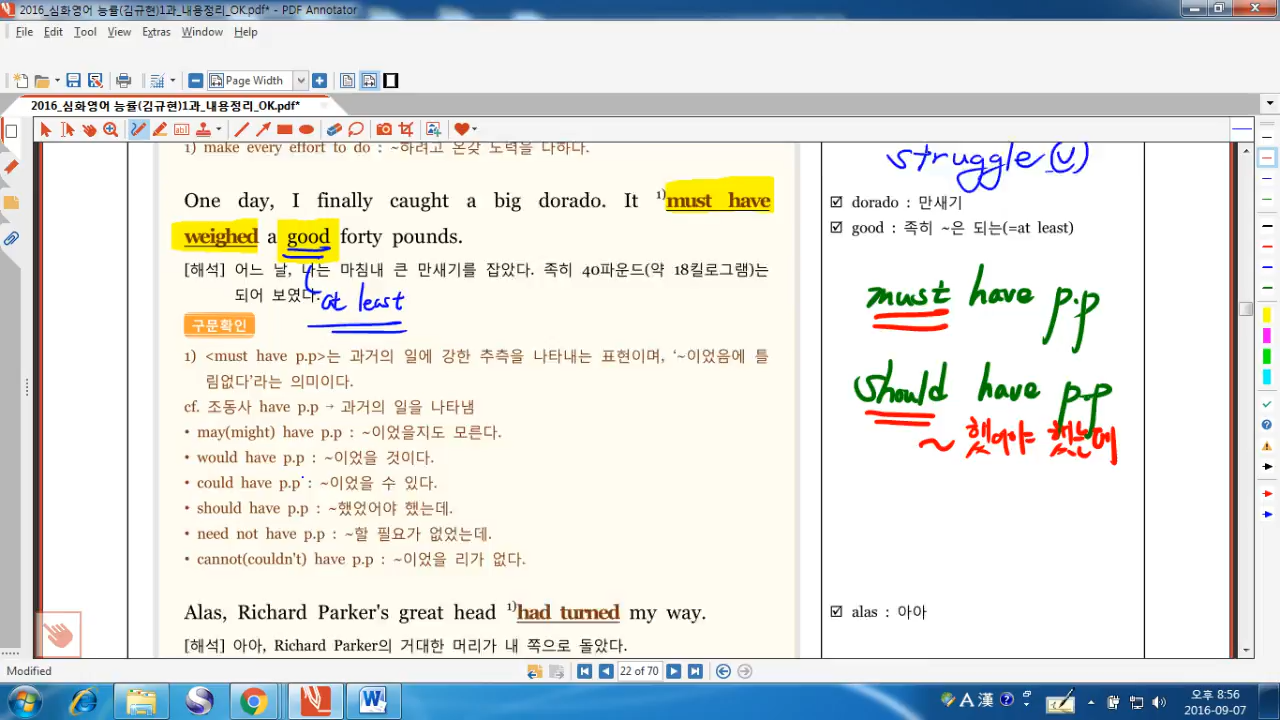 2016_심화영어 능률(김규현)1과_내용정리_OK.pdf* - PDF Annotator
File Edit Tool View Extras Window Help
Page Width
2016_심화영어 능률(김규현)1과_내용정리_OK.pdf*
1) make every effort to do : ~하려고 온갖 노력을 다하다.
struggle (v)
One day, I finally caught a big dorado. It 1)must have
weighed a good forty pounds.
[해석] 어느 날, 나는 마침내 큰 만새기를 잡았다. 족히 40파운드(약 18킬로그램)는
되어 보였다.
at least
구문확인
1) <must have p.p>는 과거의 일에 강한 추측을 나타내는 표현이며, '~이었음에 틀
림없다'라는 의미이다.
cf. 조동사 have p.p → 과거의 일을 나타냄
• may(might) have p.p : ~이었을지도 모른다.
• would have p.p : ~이었을 것이다.
• could have p.p : ~이었을 수 있다.
• should have p.p : ~했었어야 했는데.
• need not have p.p : ~할 필요가 없었는데.
• cannot(couldn't) have p.p : ~이었을 리가 없다.
Alas, Richard Parker's great head 1)had turned my way.
[해석] 아아, Richard Parker의 거대한 머리가 내 쪽으로 돌았다.
dorado : 만새기
good : 족히 ~은 되는(=at least)
must have p.p
should have p.p
~ 했어야 했는데
alas : 아아
Modified
22 of 70
A 漢
오후 8:56
2016-09-07